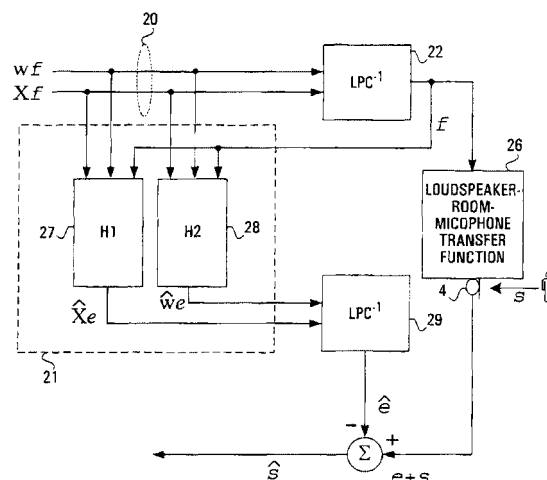 20
22
wf
Xf
LPC⁻¹
f
26
LOUDSPEAKER-
ROOM-
MICOPHONE
TRANSFER
FUNCTION
27
H1
H2
28
4
s
X̂e
ŵe
LPC⁻¹
29
21
ê
−
+
Σ
ŝ
e+s